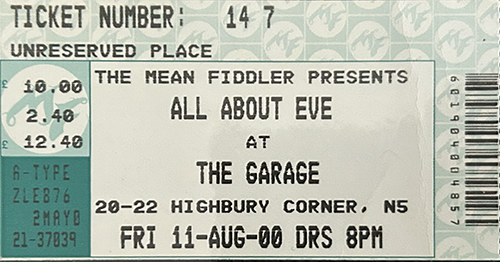 TICKET NUMBER: 14 7
UNRESERVED PLACE
£ 10.00
2.40
£ 12.40
A-TYPE
ZLE876
2MAY0
21-37039
THE MEAN FIDDLER PRESENTS
ALL ABOUT EVE
AT
THE GARAGE
20-22 HIGHBURY CORNER, N5
FRI 11-AUG-00 DRS 8PM
601904004857